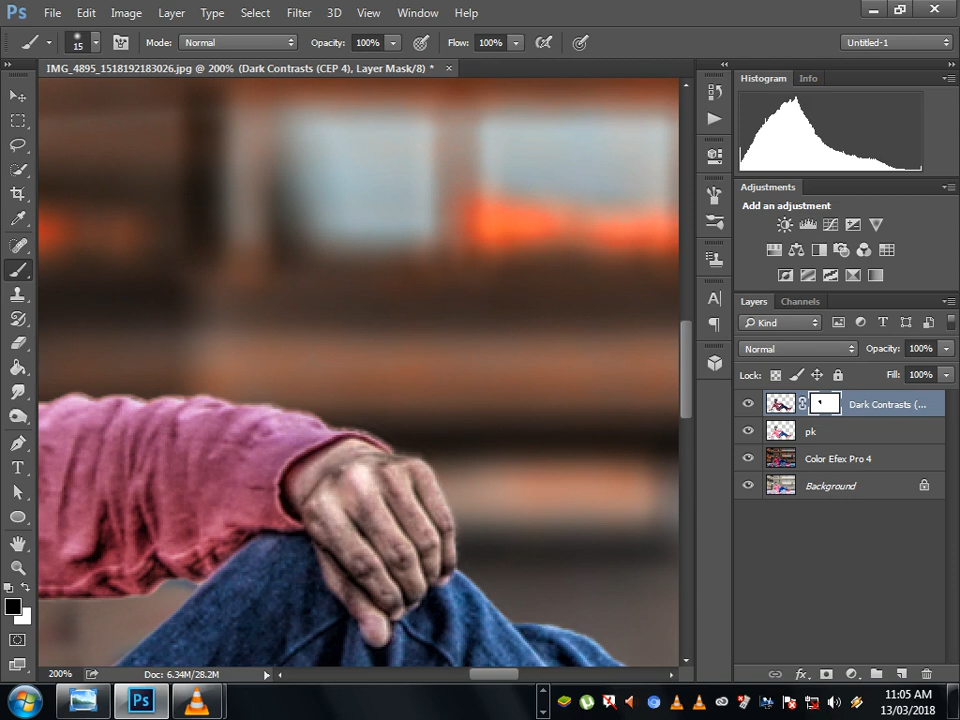 Ps File Edit Image Layer Type Select Filter 3D View Window Help
15 Mode: Normal Opacity: 100% Flow: 100% Untitled-1
IMG_4895_1518192183026.jpg @ 200% (Dark Contrasts (CEP 4), Layer Mask/8) * ×
Histogram Info
Adjustments
Add an adjustment
Layers Channels
Kind
Normal Opacity: 100%
Lock: Fill: 100%
Dark Contrasts (...
pk
Color Efex Pro 4
Background
200% Doc: 6.34M/28.2M
Ps
11:05 AM
13/03/2018